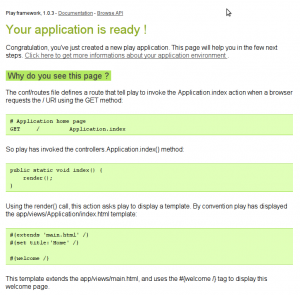 Play framework, 1.0.3 - Documentation - Browse API
Your application is ready !
Congratulation, you've just created a new play application. This page will help you in the few next
steps. Click here to get more informations about your application environment.
Why do you see this page ?
The conf/routes file defines a route that tell play to invoke the Application.index action when a browser
requests the / URI using the GET method:
# Application home page
GET / Application.index
So play has invoked the controllers.Application.index() method:
public static void index() {
render();
}
Using the render() call, this action asks play to display a template. By convention play has displayed
the app/views/Application/index.html template:
#{extends 'main.html' /}
#{set title:'Home' /}
#{welcome /}
This template extends the app/views/main.html, and uses the #{welcome /} tag to display this
welcome page.